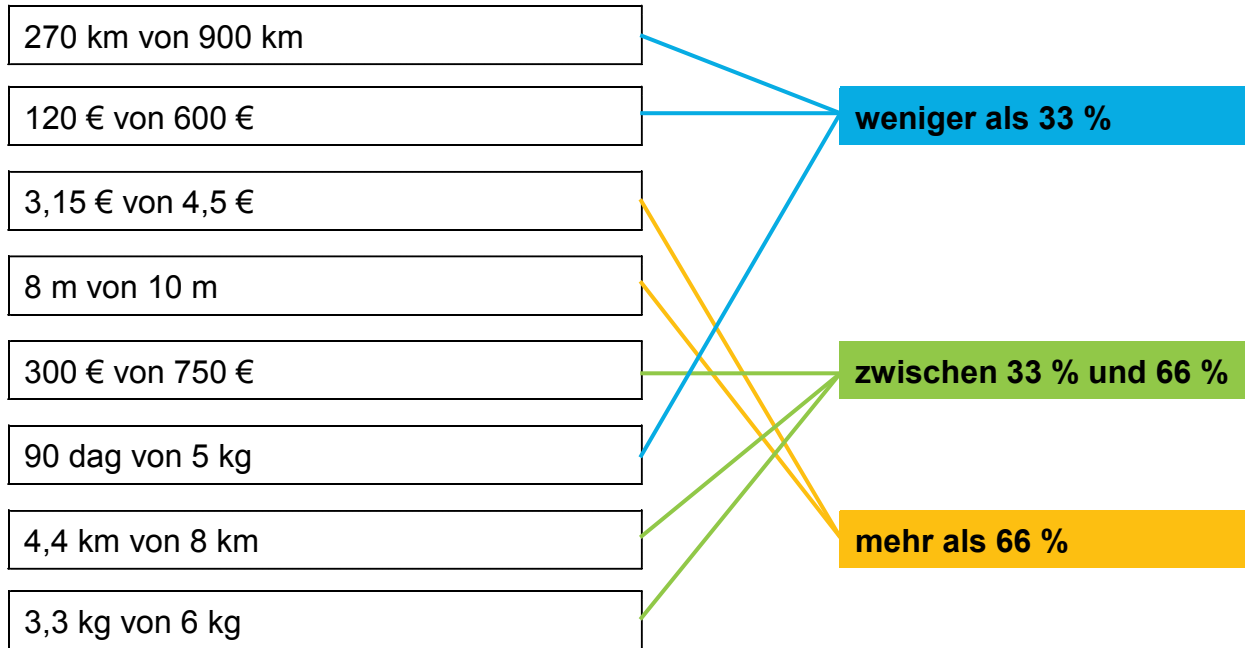 270 km von 900 km
120 € von 600 €
weniger als 33 %
3,15 € von 4,5 €
8 m von 10 m
300 € von 750 €
zwischen 33 % und 66 %
90 dag von 5 kg
4,4 km von 8 km
mehr als 66 %
3,3 kg von 6 kg